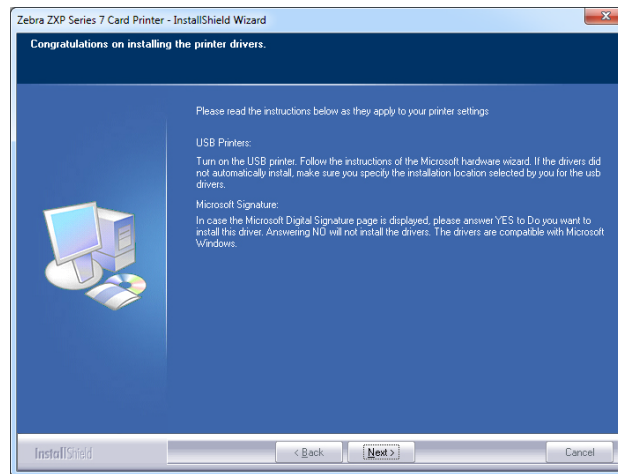 Zebra ZXP Series 7 Card Printer - InstallShield Wizard
Congratulations on installing the printer drivers.
Please read the instructions below as they apply to your printer settings
USB Printers:
Turn on the USB printer. Follow the instructions of the Microsoft hardware wizard. If the drivers did
not automatically install, make sure you specify the installation location selected by you for the usb
drivers.
Microsoft Signature:
In case the Microsoft Digital Signature page is displayed, please answer YES to Do you want to
install this driver. Answering NO will not install the drivers. The drivers are compatible with Microsoft
Windows.
InstallShield
< Back
Next >
Cancel